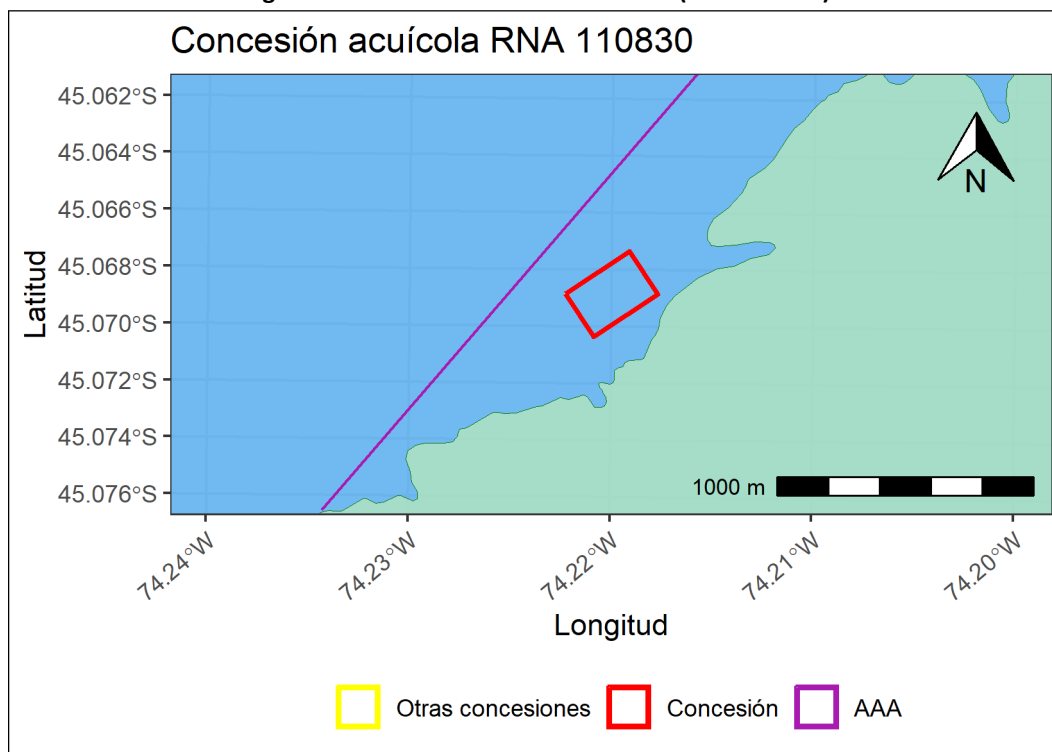 Concesión acuícola RNA 110830
45.062°S
45.064°S
45.066°S
45.068°S
45.070°S
45.072°S
45.074°S
45.076°S
Latitud
N
1000 m
74.24°W
74.23°W
74.22°W
74.21°W
74.20°W
Longitud
Otras concesiones
Concesión
AAA